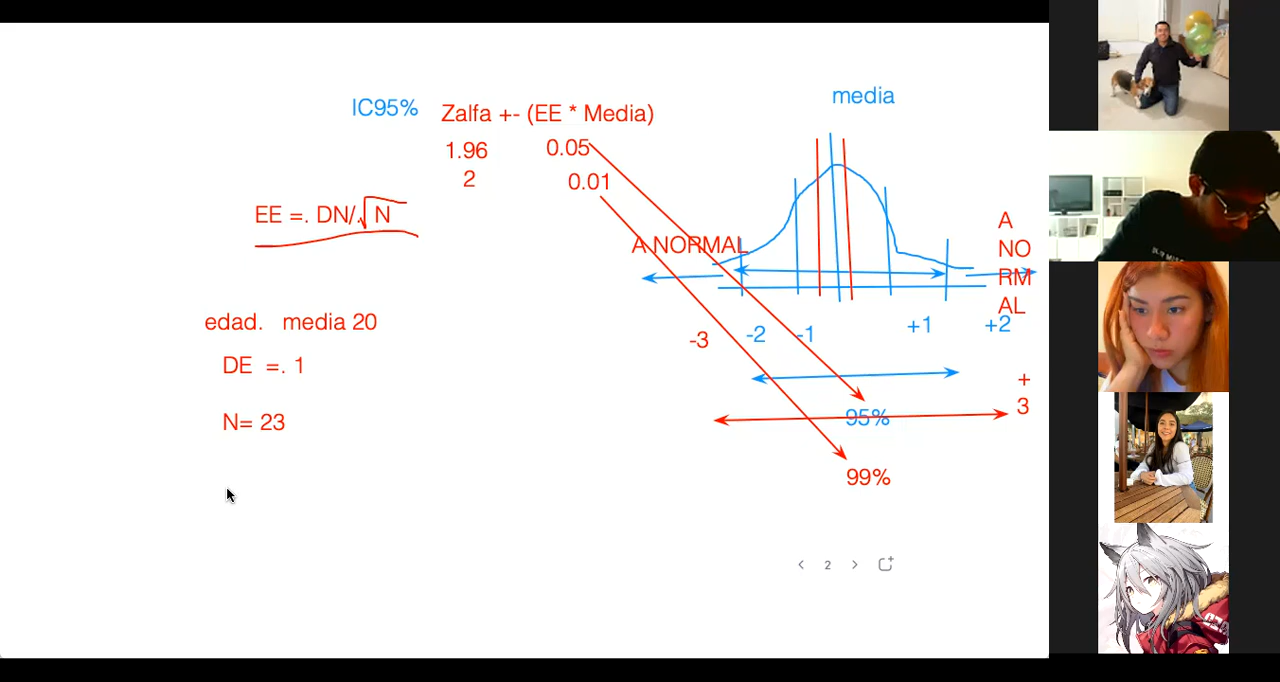 IC95%
Zalfa +- (EE * Media)
1.96
0.05
2
0.01
EE =. DN/√N
edad. media 20
DE =. 1
N= 23
media
A NORMAL
A
NO
RM
AL
-3
-2
-1
+1
+2
+
3
95%
99%
2